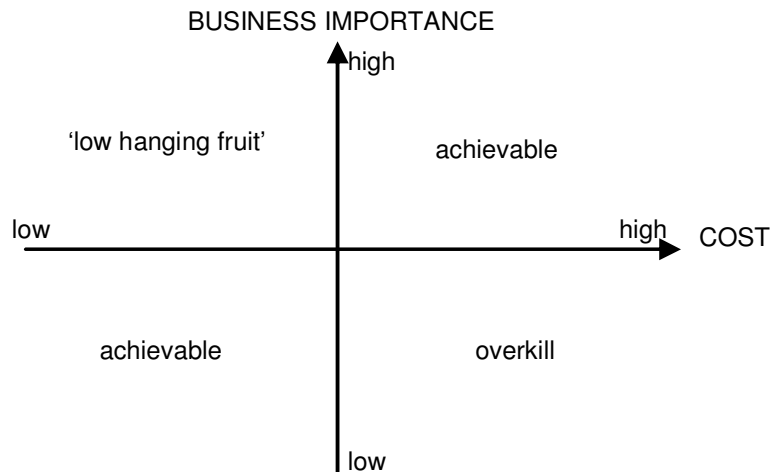 BUSINESS IMPORTANCE
high
‘low hanging fruit’
achievable
low
high
COST
achievable
overkill
low